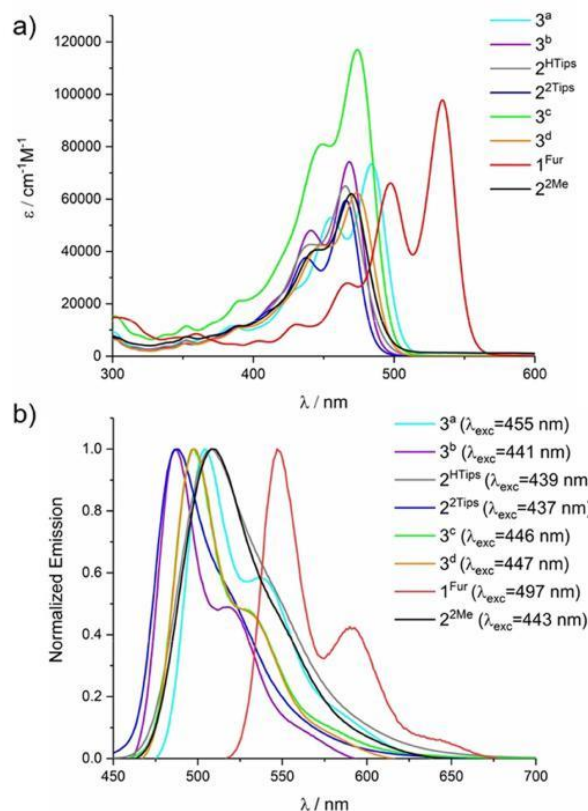 a)
3ᵃ
3ᵇ
2ᴴᵀⁱᵖˢ
2²ᵀⁱᵖˢ
3ᶜ
3ᵈ
1ᶠᵘʳ
2²ᴹᵉ
ε / cm⁻¹M⁻¹
120000
100000
80000
60000
40000
20000
0
300 400 500 600
λ / nm
b)
3ᵃ (λexc=455 nm)
3ᵇ (λexc=441 nm)
2ᴴᵀⁱᵖˢ (λexc=439 nm)
2²ᵀⁱᵖˢ (λexc=437 nm)
3ᶜ (λexc=446 nm)
3ᵈ (λexc=447 nm)
1ᶠᵘʳ (λexc=497 nm)
2²ᴹᵉ (λexc=443 nm)
Normalized Emission
1.0
0.8
0.6
0.4
0.2
0.0
450 500 550 600 650 700
λ / nm